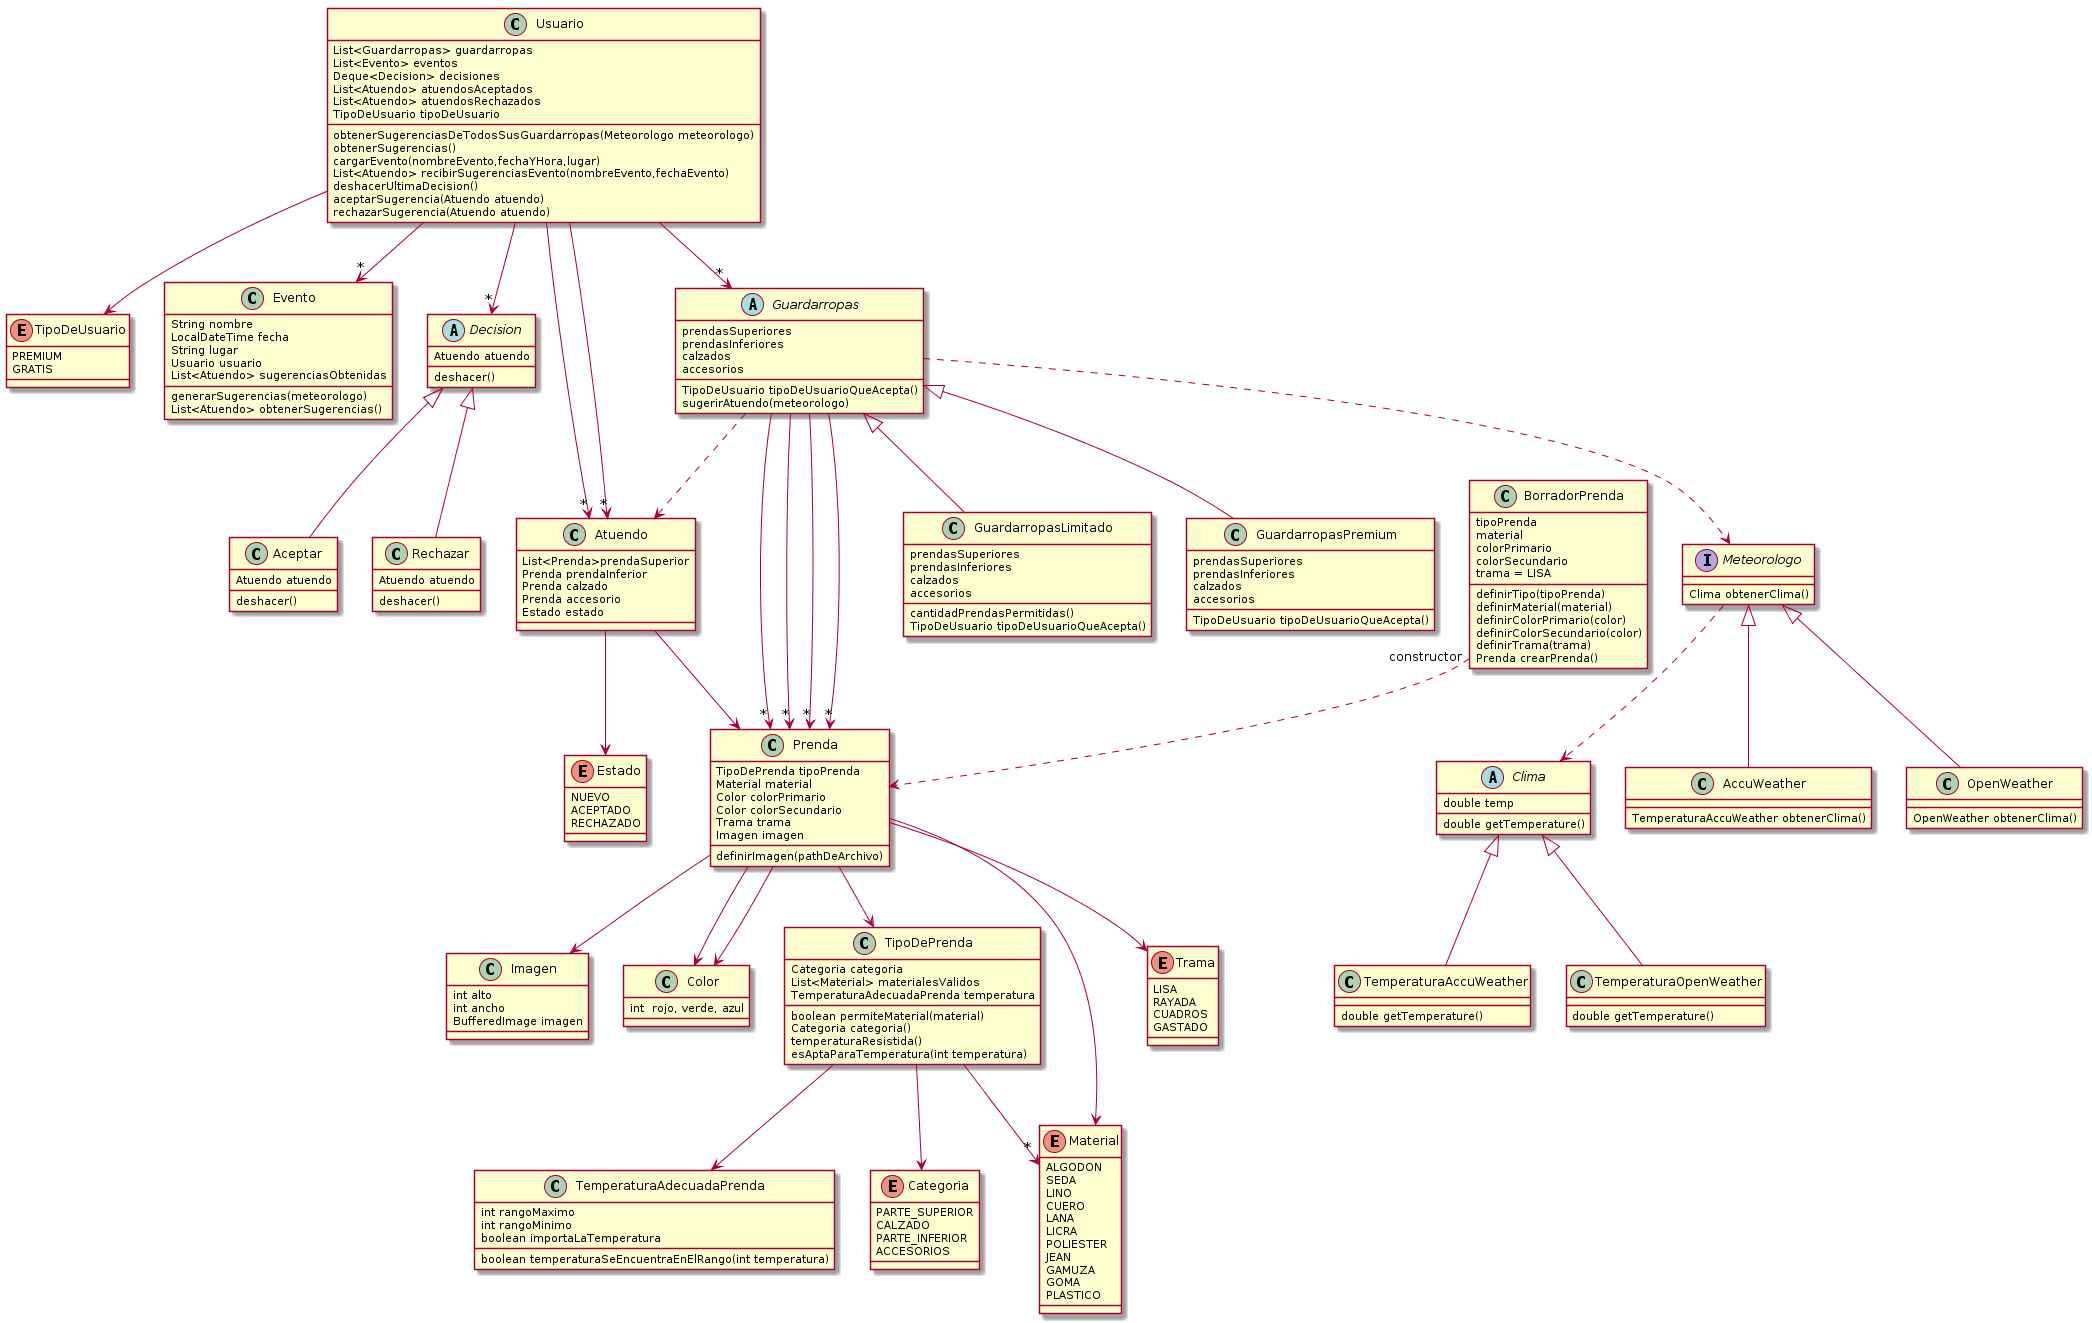 C Usuario
List<Guardarropas> guardarropas
List<Evento> eventos
Deque<Decision> decisiones
List<Atuendo> atuendosAceptados
List<Atuendo> atuendosRechazados
TipoDeUsuario tipoDeUsuario
obtenerSugerenciasDeTodosSusGuardarropas(Meteorologo meteorologo)
obtenerSugerencias()
cargarEvento(nombreEvento,fechaYHora,lugar)
List<Atuendo> recibirSugerenciasEvento(nombreEvento,fechaEvento)
deshacerUltimaDecision()
aceptarSugerencia(Atuendo atuendo)
rechazarSugerencia(Atuendo atuendo)
*
*
*
E TipoDeUsuario
PREMIUM
GRATIS
C Evento
String nombre
LocalDateTime fecha
String lugar
Usuario usuario
List<Atuendo> sugerenciasObtenidas
generarSugerencias(meteorologo)
List<Atuendo> obtenerSugerencias()
A Decision
Atuendo atuendo
deshacer()
A Guardarropas
prendasSuperiores
prendasInferiores
calzados
accesorios
TipoDeUsuario tipoDeUsuarioQueAcepta()
sugerirAtuendo(meteorologo)
*
*
C Aceptar
Atuendo atuendo
deshacer()
C Rechazar
Atuendo atuendo
deshacer()
C Atuendo
List<Prenda>prendaSuperior
Prenda prendaInferior
Prenda calzado
Prenda accesorio
Estado estado
C GuardarropasLimitado
prendasSuperiores
prendasInferiores
calzados
accesorios
cantidadPrendasPermitidas()
TipoDeUsuario tipoDeUsuarioQueAcepta()
C GuardarropasPremium
prendasSuperiores
prendasInferiores
calzados
accesorios
TipoDeUsuario tipoDeUsuarioQueAcepta()
C BorradorPrenda
tipoPrenda
material
colorPrimario
colorSecundario
trama = LISA
definirTipo(tipoPrenda)
definirMaterial(material)
definirColorPrimario(color)
definirColorSecundario(color)
definirTrama(trama)
Prenda crearPrenda()
I Meteorologo
Clima obtenerClima()
constructor
*
*
*
*
E Estado
NUEVO
ACEPTADO
RECHAZADO
C Prenda
TipoDePrenda tipoPrenda
Material material
Color colorPrimario
Color colorSecundario
Trama trama
Imagen imagen
definirImagen(pathDeArchivo)
A Clima
double temp
double getTemperature()
C AccuWeather
TemperaturaAccuWeather obtenerClima()
C OpenWeather
OpenWeather obtenerClima()
C Imagen
int alto
int ancho
BufferedImage imagen
C Color
int  rojo, verde, azul
C TipoDePrenda
Categoria categoria
List<Material> materialesValidos
TemperaturaAdecuadaPrenda temperatura
boolean permiteMaterial(material)
Categoria categoria()
temperaturaResistida()
esAptaParaTemperatura(int temperatura)
E Trama
LISA
RAYADA
CUADROS
GASTADO
C TemperaturaAccuWeather
double getTemperature()
C TemperaturaOpenWeather
double getTemperature()
*
C TemperaturaAdecuadaPrenda
int rangoMaximo
int rangoMinimo
boolean importaLaTemperatura
boolean temperaturaSeEncuentraEnElRango(int temperatura)
E Categoria
PARTE_SUPERIOR
CALZADO
PARTE_INFERIOR
ACCESORIOS
E Material
ALGODON
SEDA
LINO
CUERO
LANA
LICRA
POLIESTER
JEAN
GAMUZA
GOMA
PLASTICO